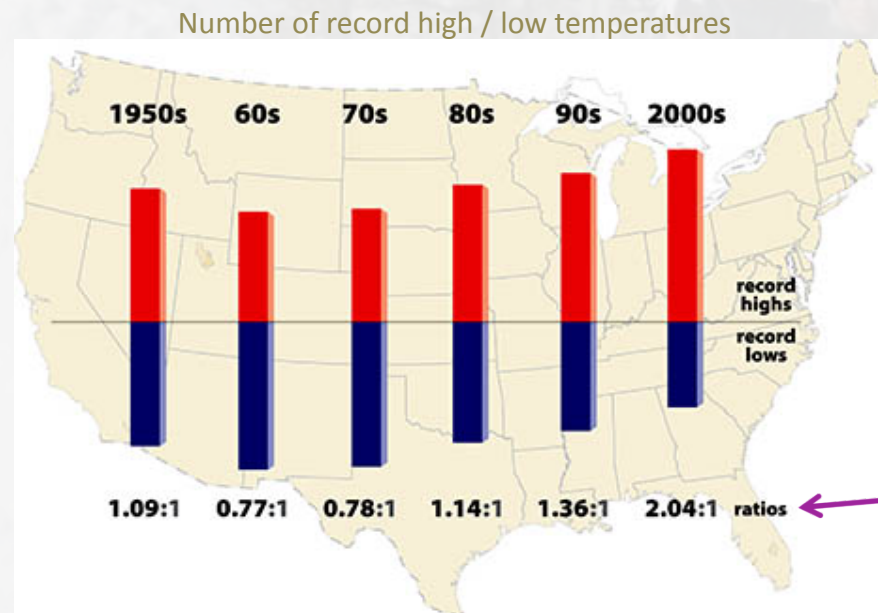 Number of record high / low temperatures
1950s 60s 70s 80s 90s 2000s
record
highs
record
lows
1.09:1 0.77:1 0.78:1 1.14:1 1.36:1 2.04:1 ratios